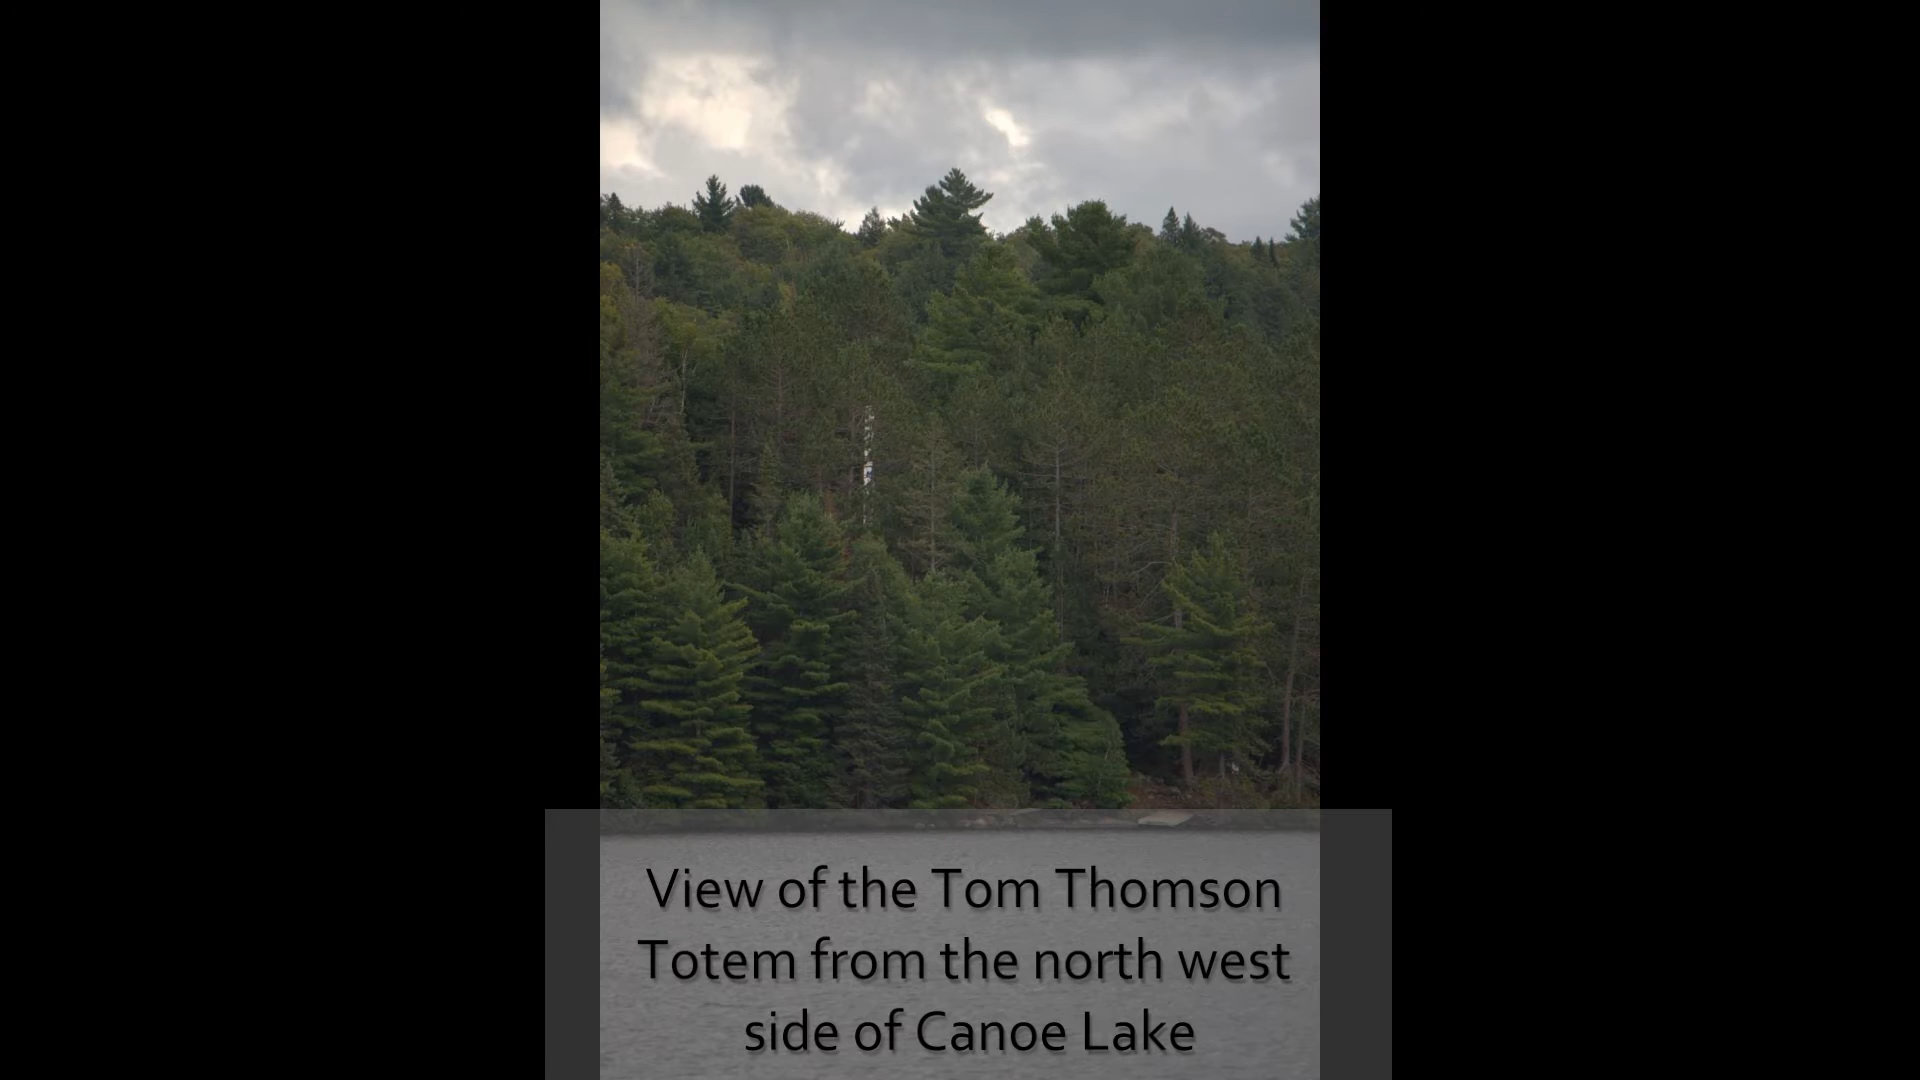 View of the Tom Thomson
Totem from the north west
side of Canoe Lake